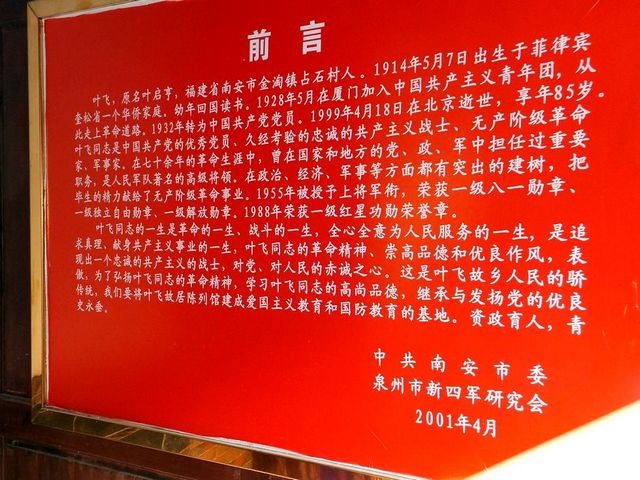 前言
叶飞，原名叶启亨，福建省南安市金淘镇占石村人。1914年5月7日出生于菲律宾
奎松省一个华侨家庭。幼年回国读书。1928年5月在厦门加入中国共产主义青年团，从
此走上革命道路，1932年转为中国共产党党员。1999年4月18日在北京逝世，享年85岁。
叶飞同志是中国共产党的优秀党员、久经考验的忠诚的共产主义战士、无产阶级革命
家、军事家。在七十余年的革命生涯中，曾在国家和地方的党、政、军中担任过重要
职务，是人民军队著名的高级将领。在政治、经济、军事等方面都有突出的建树，把
毕生的精力献给了无产阶级革命事业。1955年被授予上将军衔，荣获一级八一勋章、
一级独立自由勋章、一级解放勋章。1988年荣获一级红星功勋荣誉章。
叶飞同志的一生是革命的一生、战斗的一生，全心全意为人民服务的一生，是追
求真理、献身共产主义事业的一生，叶飞同志的革命精神、崇高品德和优良作风，表
现出一个忠诚的共产主义的战士，对党、对人民的赤诚之心。这是叶飞故乡人民的骄
傲，为了弘扬叶飞同志的革命精神，学习叶飞同志的高尚品德，继承与发扬党的优良
传统，我们要将叶飞故居陈列馆建成爱国主义教育和国防教育的基地。资政育人，青
史永垂。
中共南安市委
泉州市新四军研究会
2001年4月